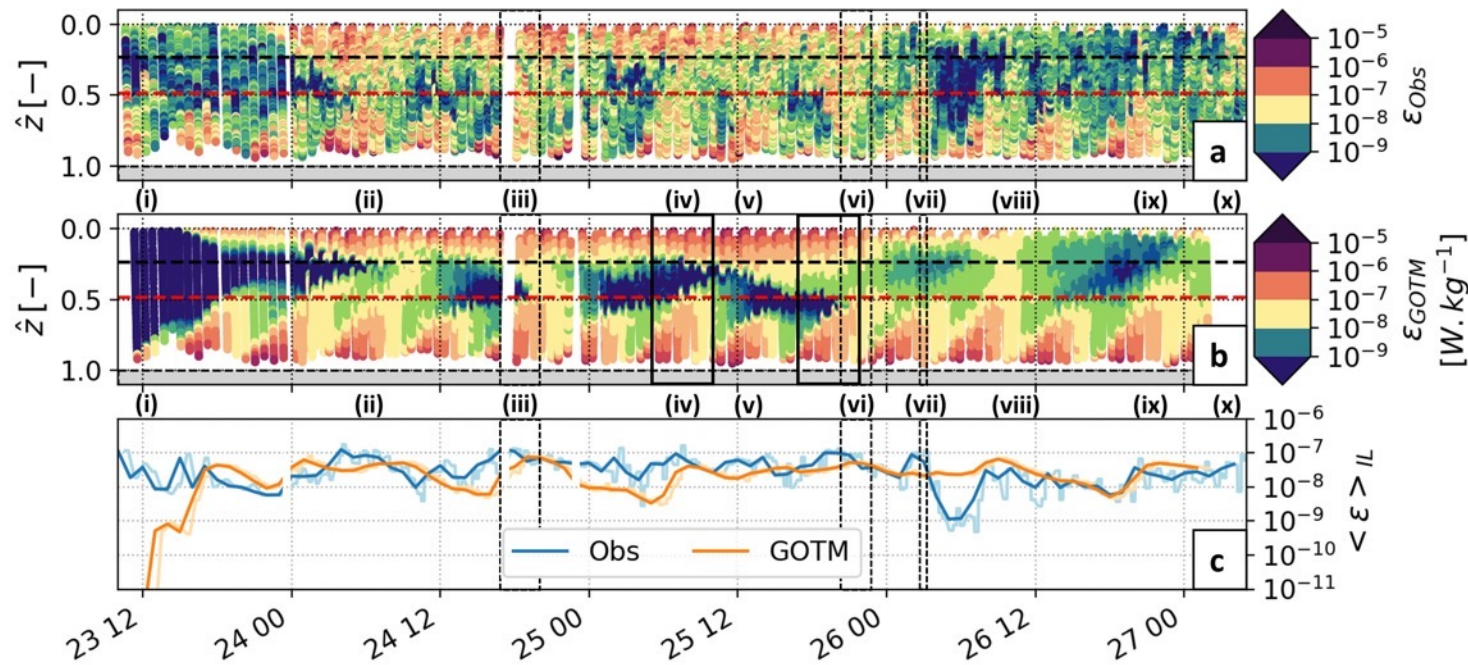 0.0
0.5
1.0
ẑ [−]
a
10⁻⁵
10⁻⁶
10⁻⁷
10⁻⁸
10⁻⁹
ε_Obs
(i) (ii) (iii) (iv) (v) (vi) (vii) (viii) (ix) (x)
0.0
0.5
1.0
ẑ [−]
b
10⁻⁵
10⁻⁶
10⁻⁷
10⁻⁸
10⁻⁹
ε_GOTM
[W.kg⁻¹]
(i) (ii) (iii) (iv) (v) (vi) (vii) (viii) (ix) (x)
10⁻⁶
10⁻⁷
10⁻⁸
10⁻⁹
10⁻¹⁰
10⁻¹¹
< ε >_IL
Obs GOTM
c
23 12 24 00 24 12 25 00 25 12 26 00 26 12 27 00